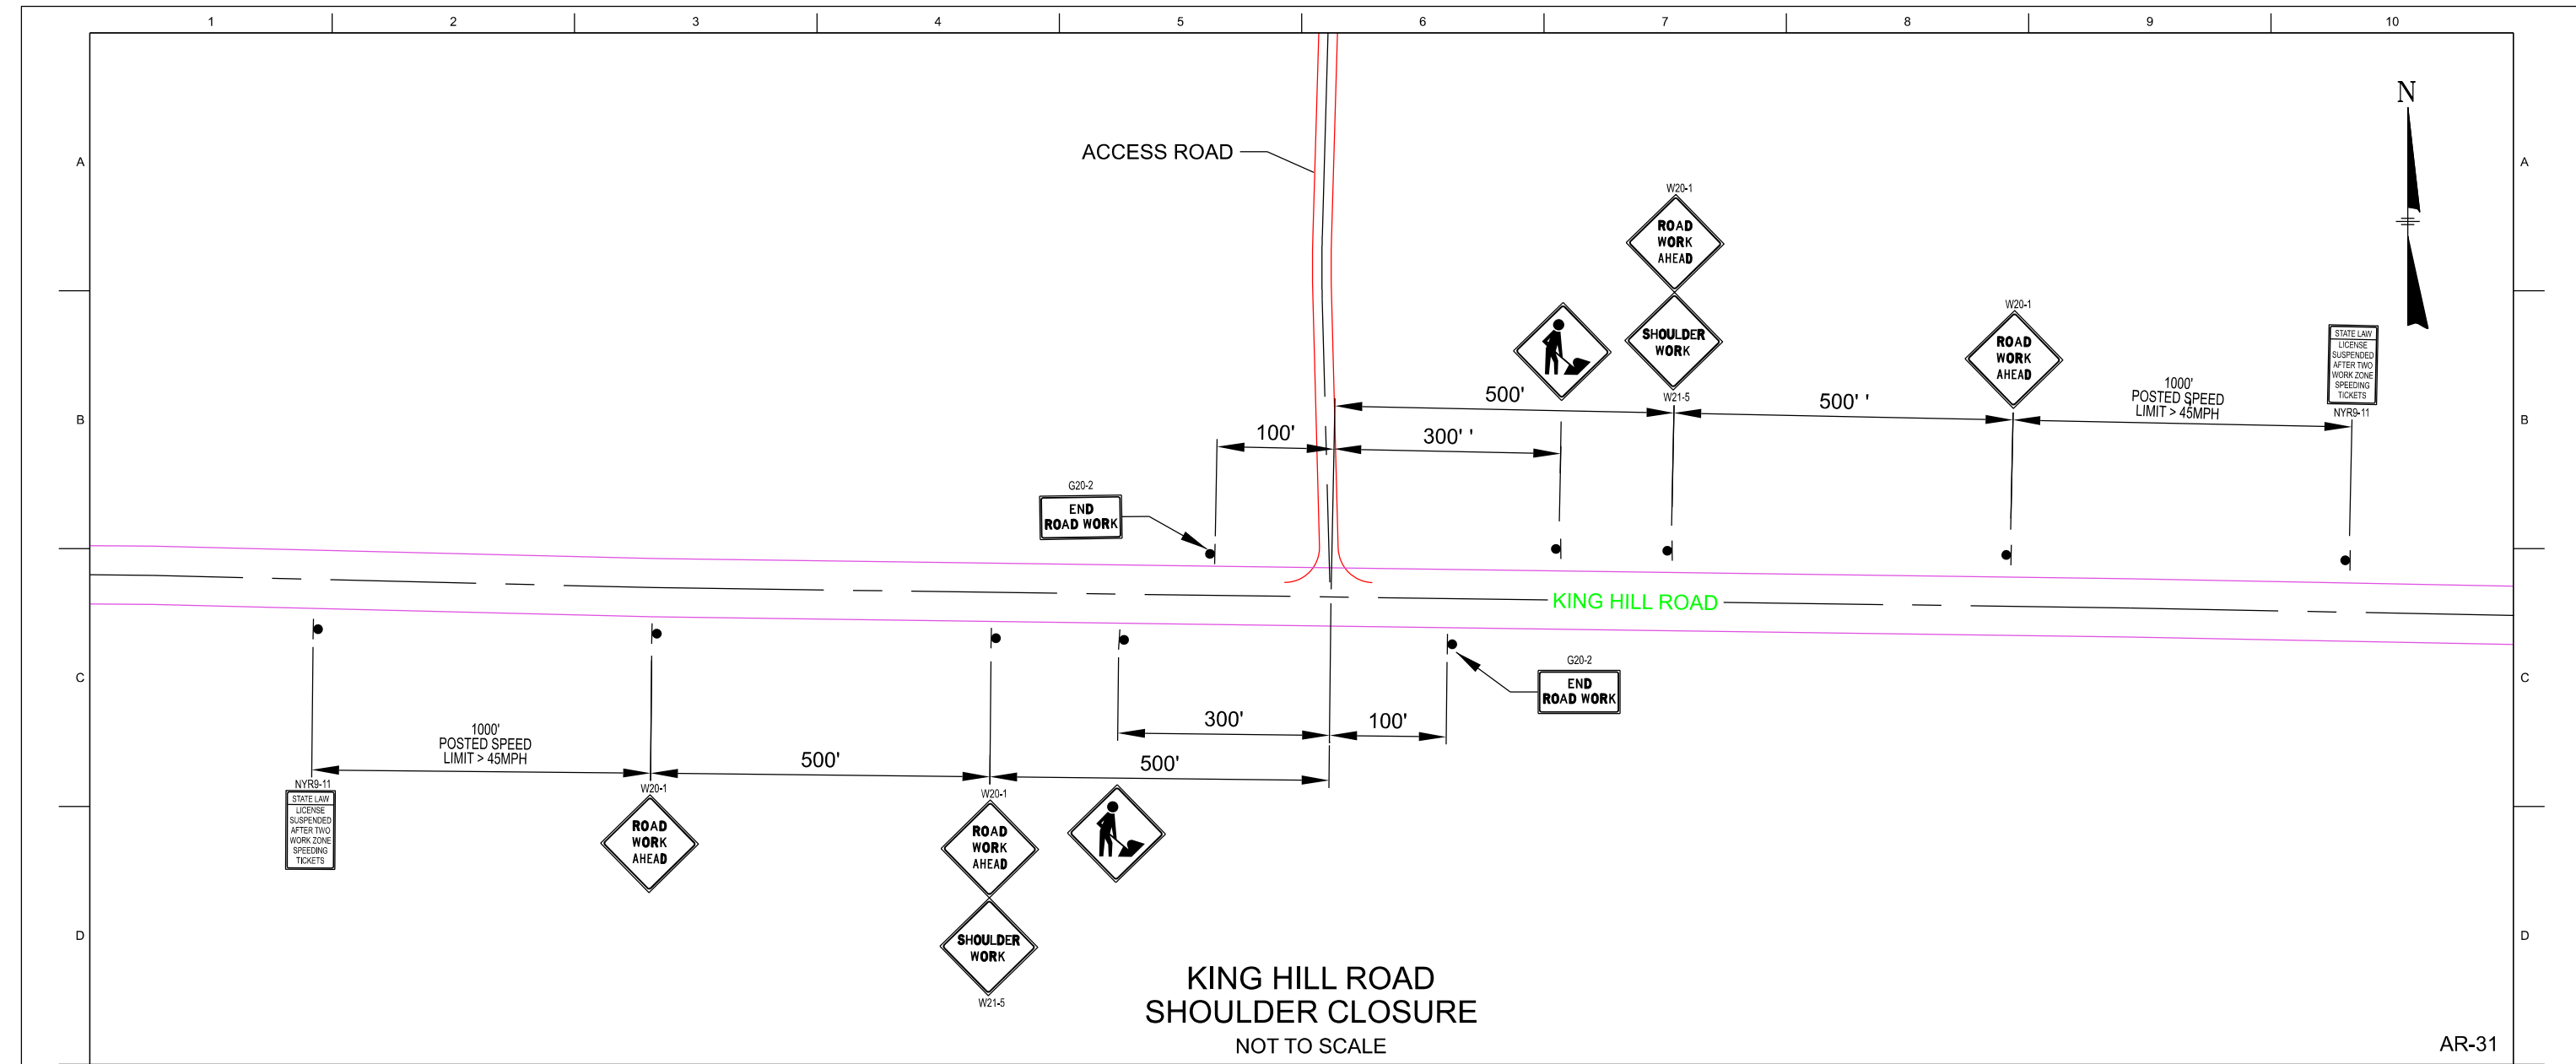 1 2 3 4 5 6 7 8 9 10
N
A
ACCESS ROAD
A
W20-1
ROAD
WORK
AHEAD
SHOULDER
WORK
W21-5
W20-1
ROAD
WORK
AHEAD
STATE LAW
LICENSE
SUSPENDED
AFTER TWO
WORK ZONE
SPEEDING
TICKETS
NYR9-11
1000'
POSTED SPEED
LIMIT > 45MPH
500'
500' '
B
B
100'
300' '
G20-2
END
ROAD WORK
KING HILL ROAD
C
C
G20-2
END
ROAD WORK
300'
100'
1000'
POSTED SPEED
LIMIT > 45MPH
500'
500'
NYR9-11
STATE LAW
LICENSE
SUSPENDED
AFTER TWO
WORK ZONE
SPEEDING
TICKETS
W20-1
ROAD
WORK
AHEAD
W20-1
ROAD
WORK
AHEAD
SHOULDER
WORK
W21-5
D
D
KING HILL ROAD
SHOULDER CLOSURE
NOT TO SCALE
AR-31